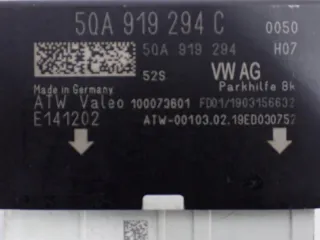 5QA 919 294 C 0050
5QA 919 294 H07
52S VW AG
Made in Germany Parkhilfe 8k
ATW Valeo 100073601 FD01/1903156632
E141202 ATW-00103.02.19ED030752